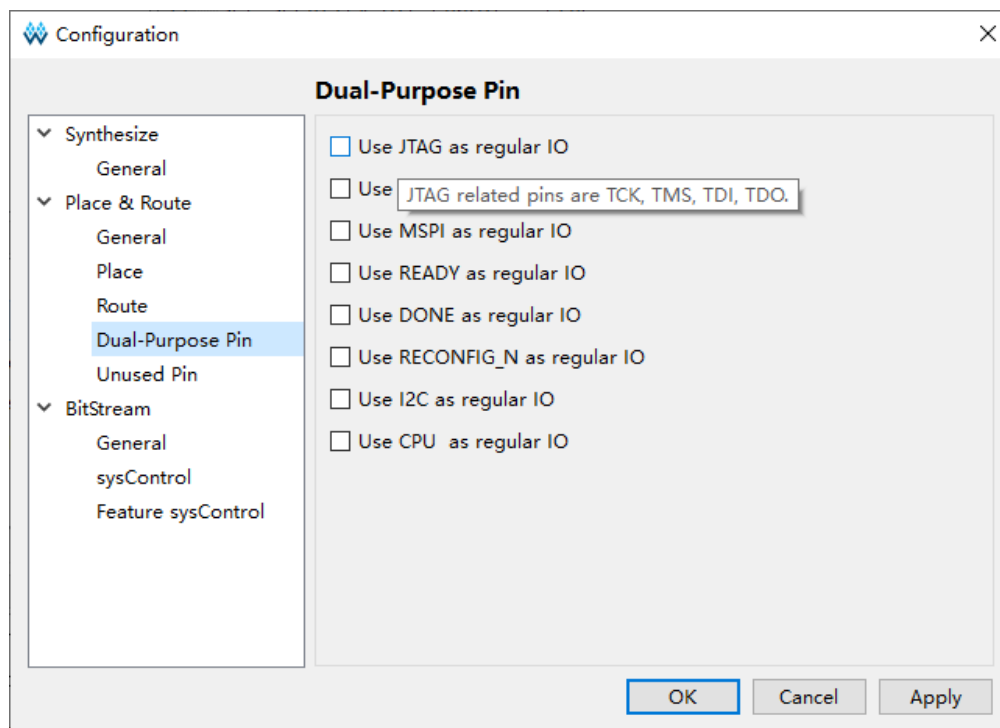 Configuration
Dual-Purpose Pin
Synthesize
General
Place & Route
General
Place
Route
Dual-Purpose Pin
Unused Pin
BitStream
General
sysControl
Feature sysControl
Use JTAG as regular IO
Use
JTAG related pins are TCK, TMS, TDI, TDO.
Use MSPI as regular IO
Use READY as regular IO
Use DONE as regular IO
Use RECONFIG_N as regular IO
Use I2C as regular IO
Use CPU  as regular IO
OK
Cancel
Apply